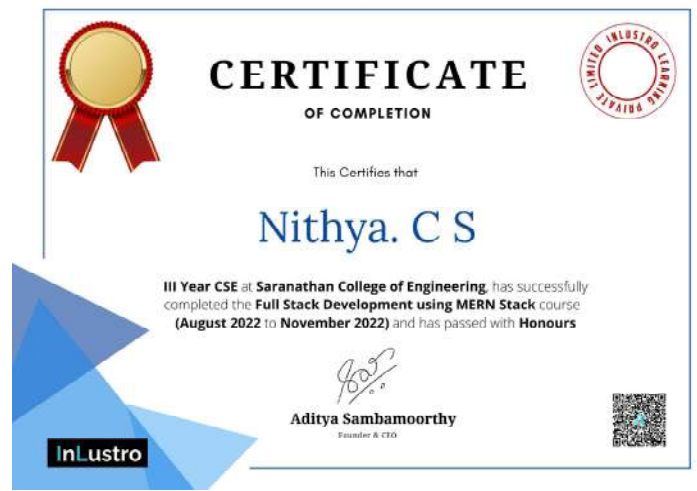 CERTIFICATE
OF COMPLETION
INLUSTRO LEARNING PRIVATE LIMITED
This Certifies that
Nithya. C S
III Year CSE at Saranathan College of Engineering, has successfully
completed the Full Stack Development using MERN Stack course
(August 2022 to November 2022) and has passed with Honours
Aditya Sambamoorthy
Founder & CEO
InLustro